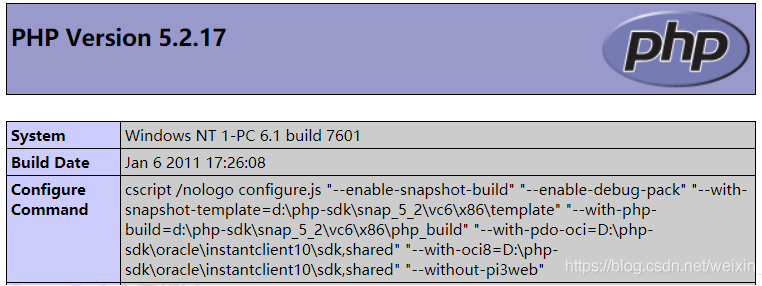 PHP Version 5.2.17
php
System Windows NT 1-PC 6.1 build 7601
Build Date Jan 6 2011 17:26:08
Configure cscript /nologo configure.js "--enable-snapshot-build" "--enable-debug-pack" "--with-
Command snapshot-template=d:\php-sdk\snap_5_2\vc6\x86\template" "--with-php-
build=d:\php-sdk\snap_5_2\vc6\x86\php_build" "--with-pdo-oci=D:\php-
sdk\oracle\instantclient10\sdk,shared" "--with-oci8=D:\php-
sdk\oracle\instantclient10\sdk,shared" "--without-pi3web"
https://blog.csdn.net/weixin